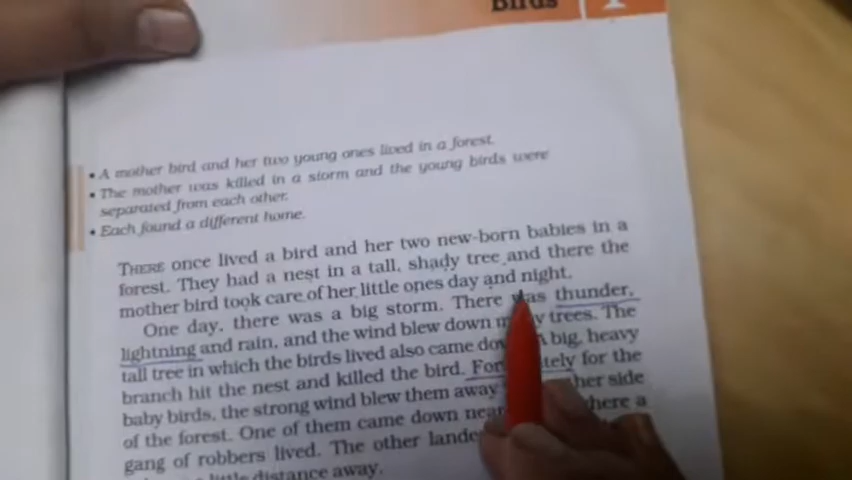 Birds
1
• A mother bird and her two young ones lived in a forest.
• The mother was killed in a storm and the young birds were
separated from each other.
• Each found a different home.
THERE once lived a bird and her two new-born babies in a
forest. They had a nest in a tall, shady tree and there the
mother bird took care of her little ones day and night.
One day, there was a big storm. There was thunder,
lightning and rain, and the wind blew down many trees. The
tall tree in which the birds lived also came down big, heavy
branch hit the nest and killed the bird. Fortunately for the
baby birds, the strong wind blew them away her side
of the forest. One of them came down near where a
gang of robbers lived. The other landed
little distance away.